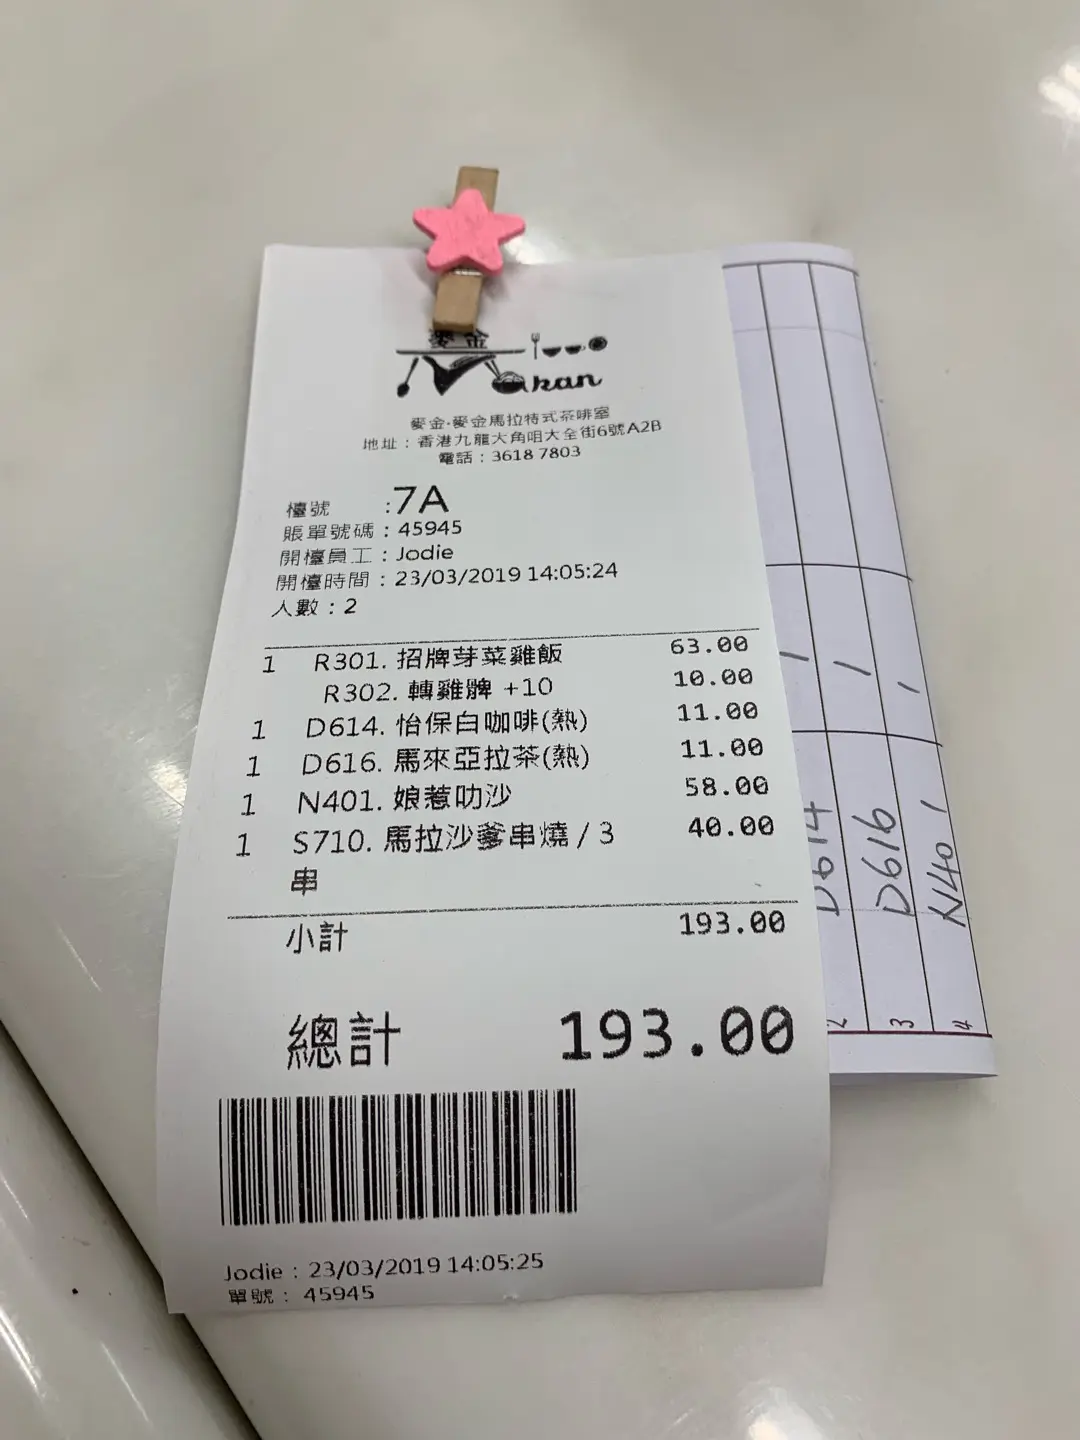 麥金
Makan
麥金‧麥金馬拉特式茶啡室
地址：香港九龍大角咀大全街6號A2B
電話：3618 7803
檯號 :7A
賬單號碼：45945
開檯員工：Jodie
開檯時間：23/03/2019 14:05:24
人數：2
1 R301. 招牌芽菜雞飯 63.00
R302. 轉雞髀 +10 10.00
1 D614. 怡保白咖啡(熱) 11.00
1 D616. 馬來亞拉茶(熱) 11.00
1 N401. 娘惹叻沙 58.00
1 S710. 馬拉沙爹串燒 / 3 40.00
串
小計 193.00
總計 193.00
Jodie : 23/03/2019 14:05:25
單號： 45945
2 D614 1
3 D616 1
4 N401 1